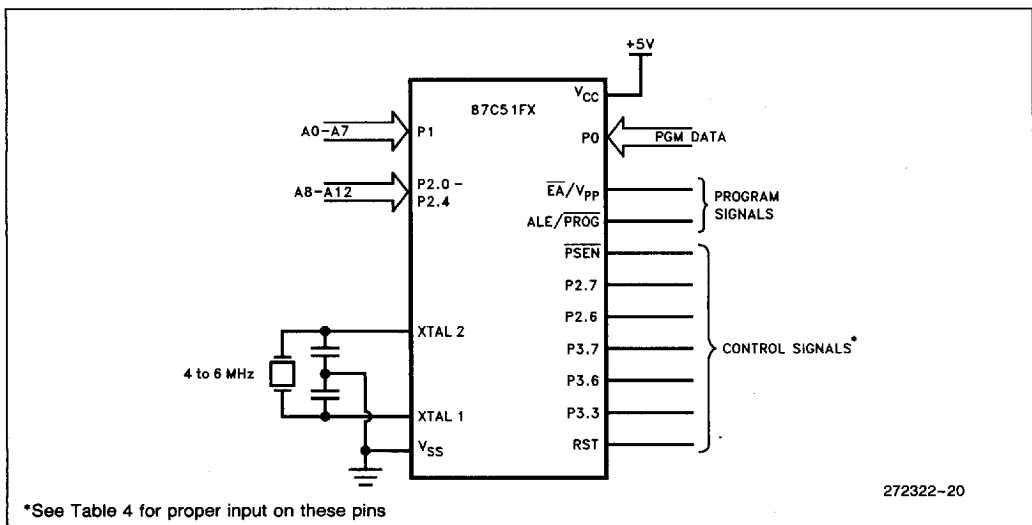 +5V
87C51FX
VCC
A0-A7
P1
P0
PGM DATA
A8-A12
P2.0 -
P2.4
EA/VPP
PROGRAM
SIGNALS
ALE/PROG
PSEN
P2.7
P2.6
XTAL 2
P3.7
CONTROL SIGNALS*
4 to 6 MHz
P3.6
XTAL 1
P3.3
VSS
RST
272322-20
*See Table 4 for proper input on these pins